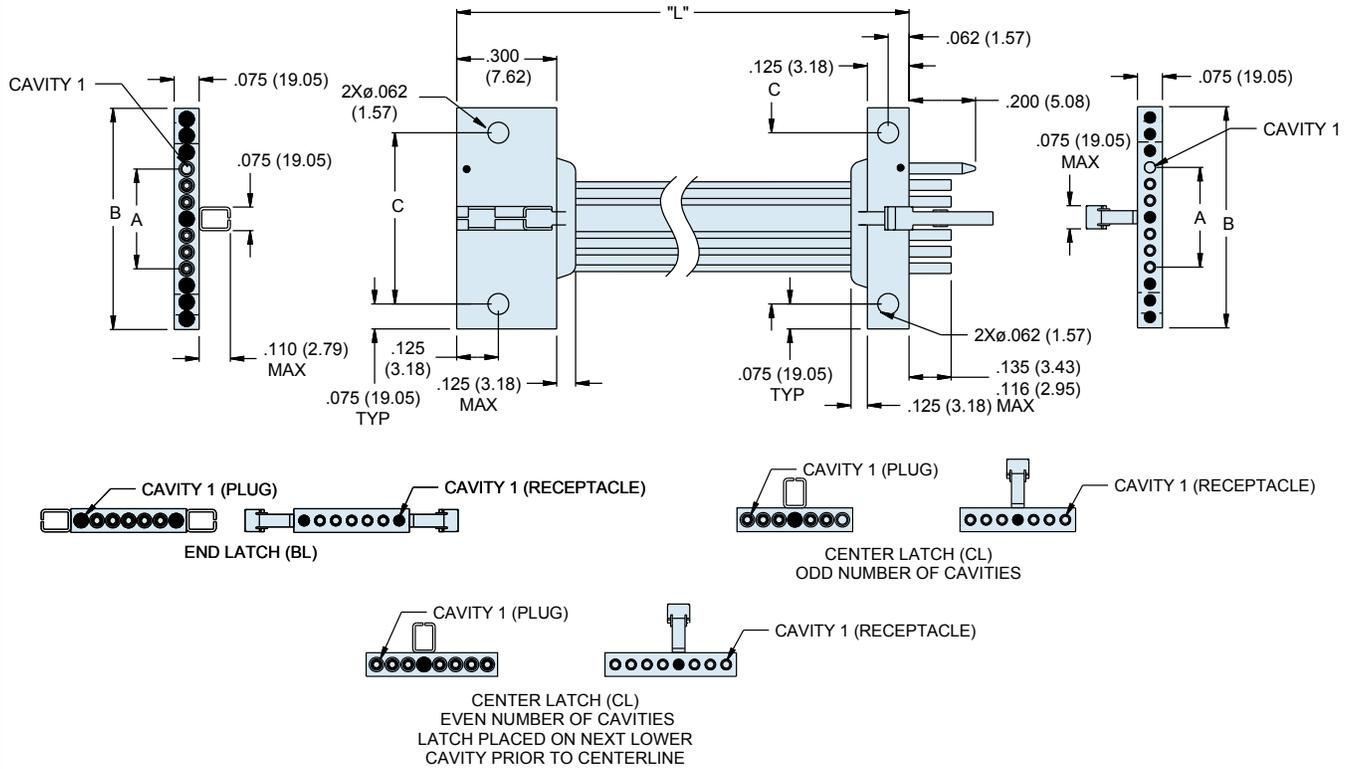 "L"
.300
(7.62)
.062 (1.57)
.125 (3.18)
C
.200 (5.08)
CAVITY 1
.075 (19.05)
2Xø.062
(1.57)
.075 (19.05)
B
A
C
.110 (2.79)
MAX
.125
(3.18)
.075 (19.05)
TYP
.125 (3.18)
MAX
.075 (19.05)
TYP
2Xø.062 (1.57)
.135 (3.43)
.116 (2.95)
.125 (3.18) MAX
.075 (19.05)
CAVITY 1
.075 (19.05)
MAX
A
B
CAVITY 1 (PLUG)
CAVITY 1 (RECEPTACLE)
END LATCH (BL)
CAVITY 1 (PLUG)
CAVITY 1 (RECEPTACLE)
CENTER LATCH (CL)
ODD NUMBER OF CAVITIES
CAVITY 1 (PLUG)
CAVITY 1 (RECEPTACLE)
CENTER LATCH (CL)
EVEN NUMBER OF CAVITIES
LATCH PLACED ON NEXT LOWER
CAVITY PRIOR TO CENTERLINE